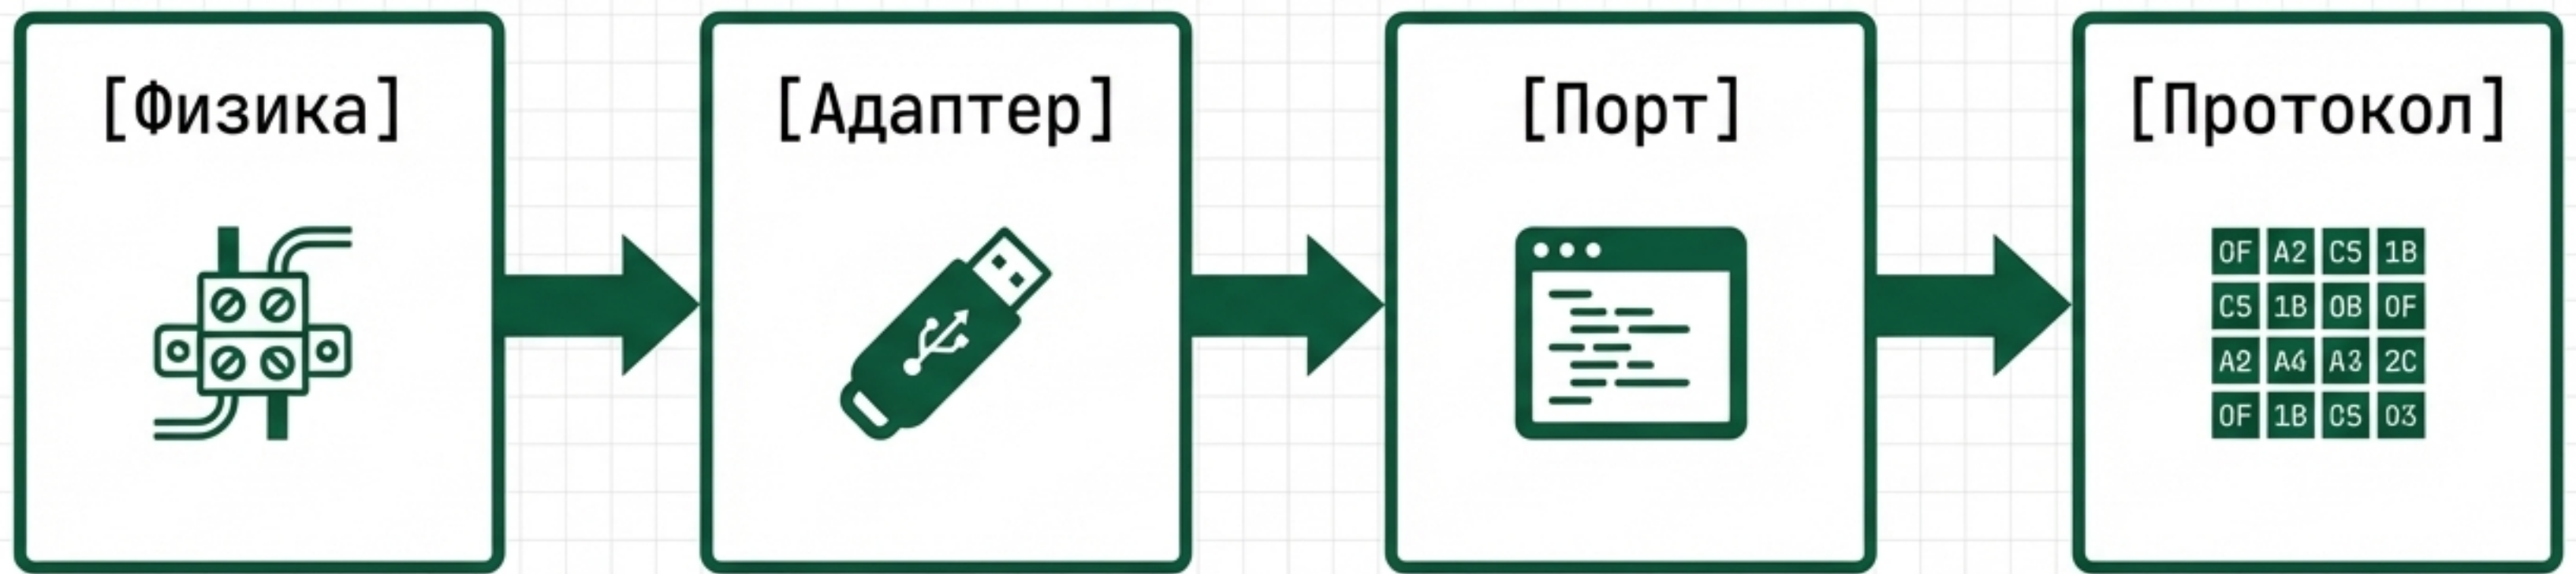 [Физика]
[Адаптер]
[Порт]
[Протокол]
0F A2 C5 1B
C5 1B 0B 0F
A2 A4 A3 2C
0F 1B C5 03